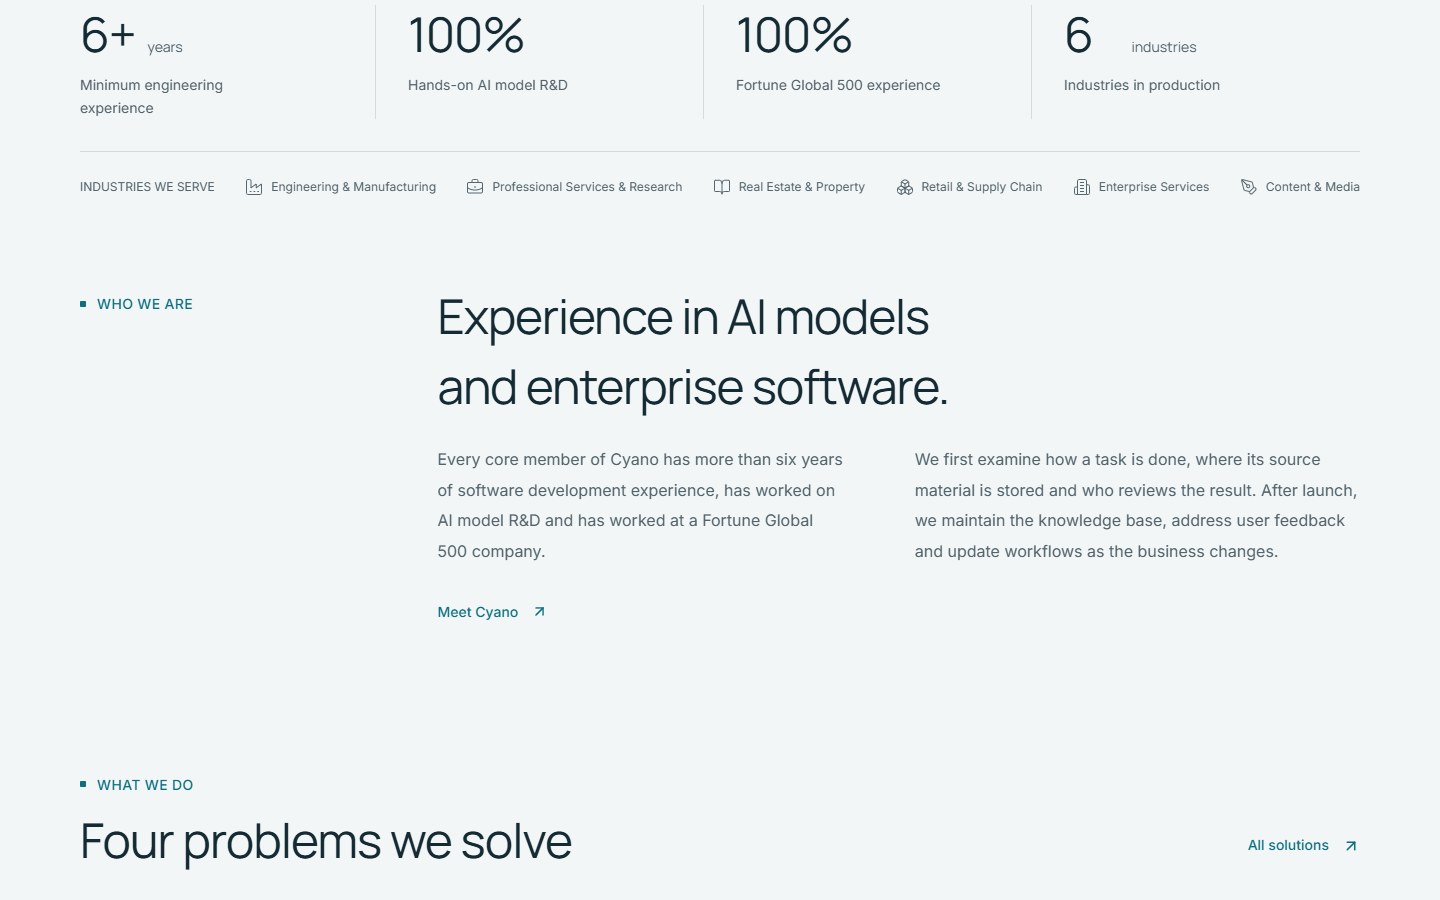 6+ years
Minimum engineering
experience
100%
Hands-on AI model R&D
100%
Fortune Global 500 experience
6 industries
Industries in production
INDUSTRIES WE SERVE
Engineering & Manufacturing
Professional Services & Research
Real Estate & Property
Retail & Supply Chain
Enterprise Services
Content & Media
WHO WE ARE
Experience in AI models
and enterprise software.
Every core member of Cyano has more than six years
of software development experience, has worked on
AI model R&D and has worked at a Fortune Global
500 company.
We first examine how a task is done, where its source
material is stored and who reviews the result. After launch,
we maintain the knowledge base, address user feedback
and update workflows as the business changes.
Meet Cyano
WHAT WE DO
Four problems we solve
All solutions